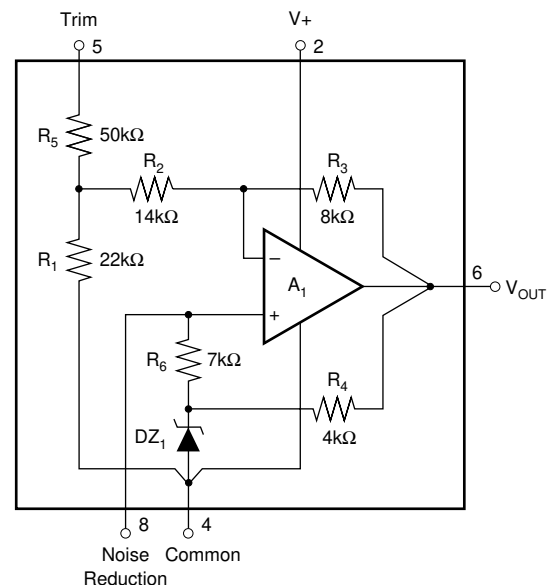 Trim
V+
5
2
R5
50kΩ
R2
14kΩ
R3
8kΩ
R1
22kΩ
–
A1
+
6
VOUT
R6
7kΩ
R4
4kΩ
DZ1
8
4
Noise
Reduction
Common